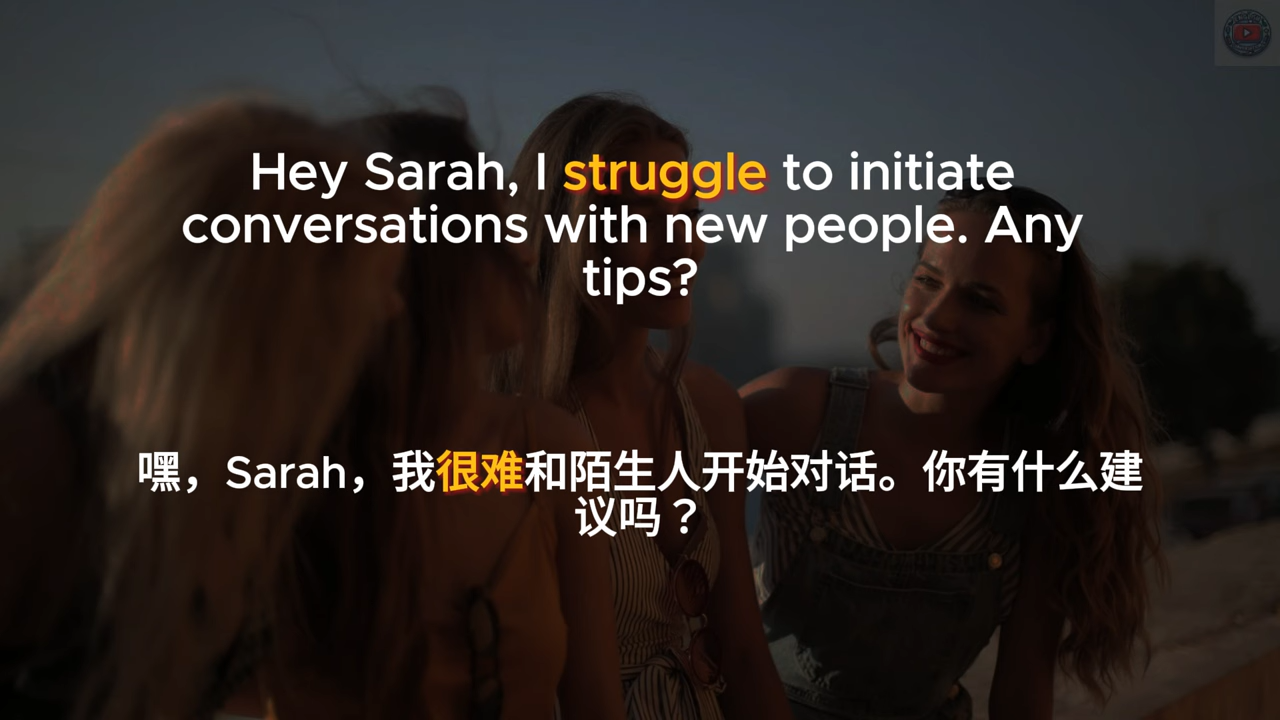 Hey Sarah, I struggle to initiate
conversations with new people. Any
tips?
嘿，Sarah，我很难和陌生人开始对话。你有什么建
议吗？